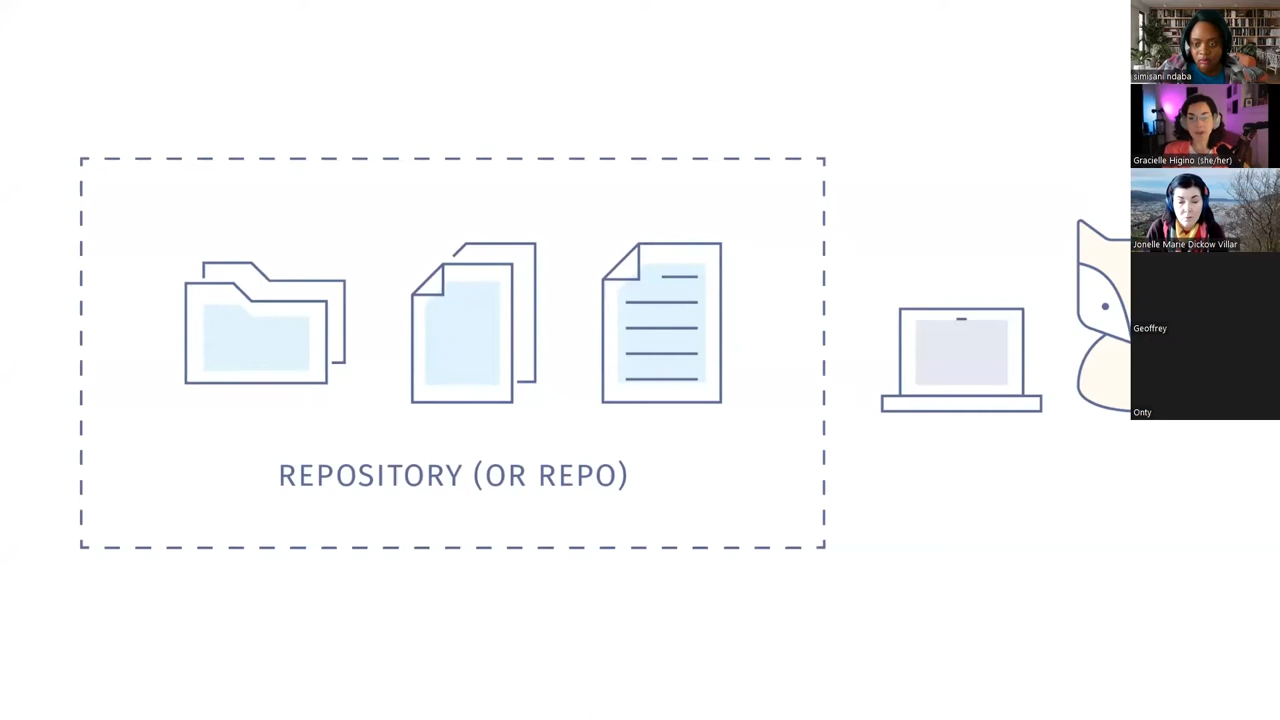 simisani ndaba
Gracielle Higino (she/her)
Jonelle Marie Dickow Villar
Geoffrey
Onty
REPOSITORY (OR REPO)